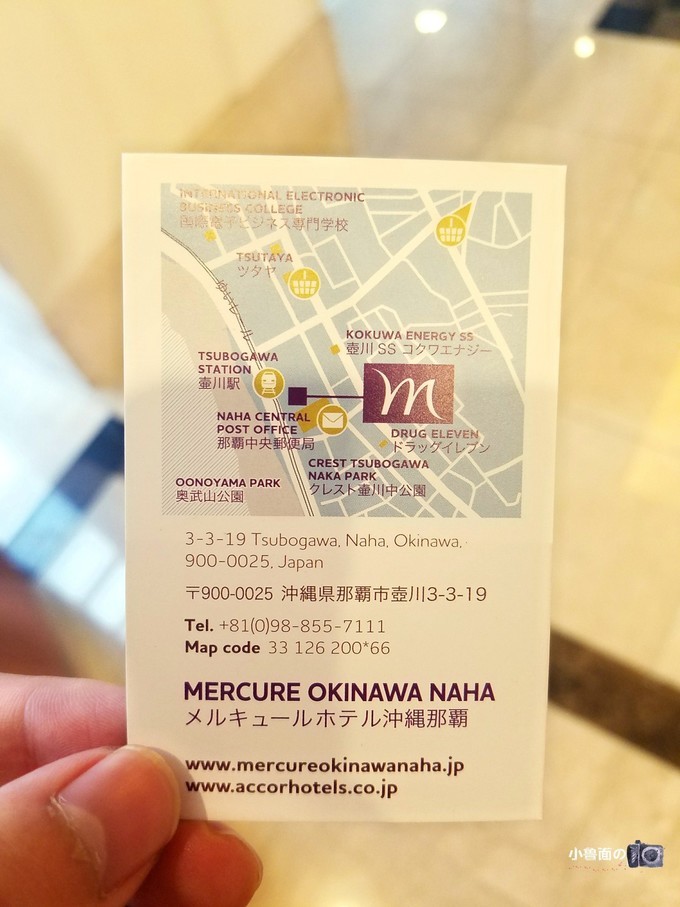 INTERNATIONAL ELECTRONIC
BUSINESS COLLEGE
国際電子ビジネス専門学校
TSUTAYA
ツタヤ
ゆいレール
KOKUWA ENERGY SS
壺川 SS コクワエナジー
TSUBOGAWA
STATION
壺川駅
m
NAHA CENTRAL
POST OFFICE
那覇中央郵便局
DRUG ELEVEN
ドラッグイレブン
CREST TSUBOGAWA
NAKA PARK
クレスト壺川中公園
OONOYAMA PARK
奥武山公園
3-3-19 Tsubogawa, Naha, Okinawa,
900-0025, Japan
〒900-0025 沖縄県那覇市壺川3-3-19
Tel. +81(0)98-855-7111
Map code 33 126 200*66
MERCURE OKINAWA NAHA
メルキュールホテル沖縄那覇
www.mercureokinawanaha.jp
www.accorhotels.co.jp
小魯面の